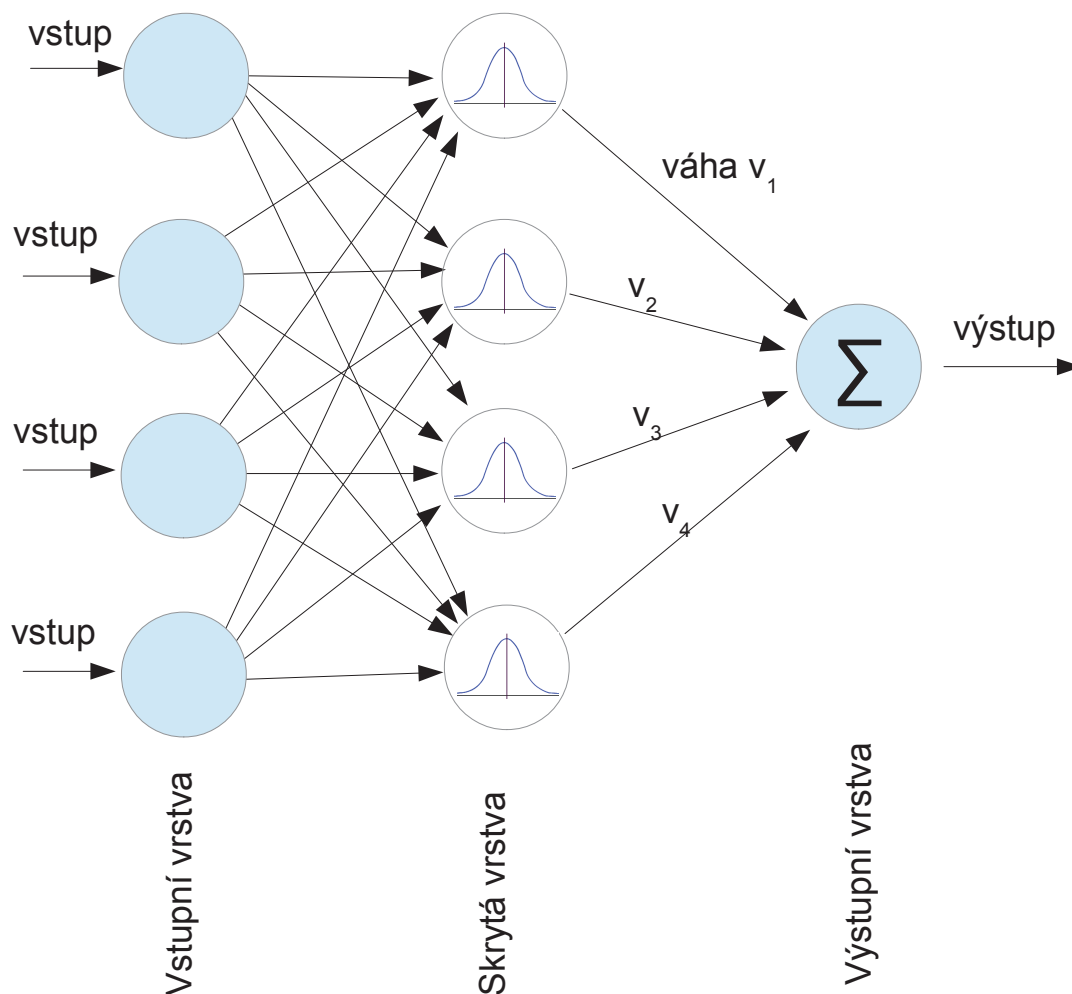 vstup
váha v₁
vstup
v₂
výstup
Σ
v₃
vstup
v₄
vstup
Vstupní vrstva
Skrytá vrstva
Výstupní vrstva